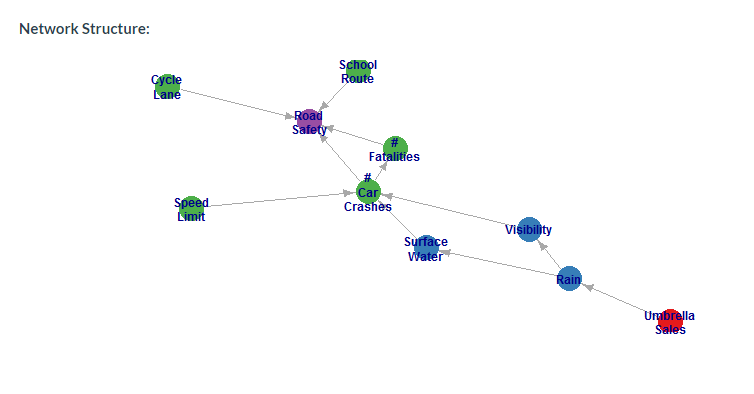 Network Structure:
School
Route
Cycle
Lane
Road
Safety
#
Fatalities
#
Car
Crashes
Speed
Limit
Visibility
Surface
Water
Rain
Umbrella
Sales